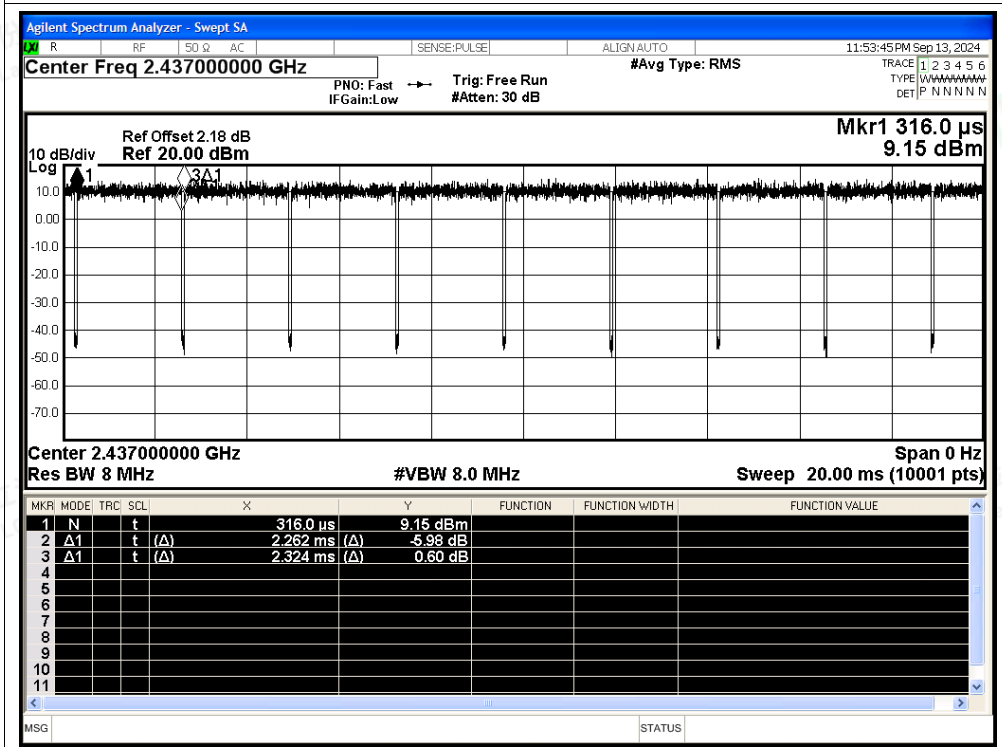 Agilent Spectrum Analyzer - Swept SA
LXI R RF 50 Ω AC SENSE:PULSE ALIGN AUTO 11:53:45 PM Sep 13, 2024
Center Freq 2.437000000 GHz #Avg Type: RMS TRACE 1 2 3 4 5 6
PNO: Fast Trig: Free Run TYPE W
IFGain:Low #Atten: 30 dB DET P N N N N N
Mkr1 316.0 µs
Ref Offset 2.18 dB
10 dB/div Ref 20.00 dBm 9.15 dBm
Log
1 3Δ1
10.0
0.00
-10.0
-20.0
-30.0
-40.0
-50.0
-60.0
-70.0
Center 2.437000000 GHz Span 0 Hz
Res BW 8 MHz #VBW 8.0 MHz Sweep 20.00 ms (10001 pts)
MKR MODE TRC SCL X Y FUNCTION FUNCTION WIDTH FUNCTION VALUE
1 N t 316.0 µs 9.15 dBm
2 Δ1 t (Δ) 2.262 ms (Δ) -5.98 dB
3 Δ1 t (Δ) 2.324 ms (Δ) 0.60 dB
4
5
6
7
8
9
10
11
MSG STATUS